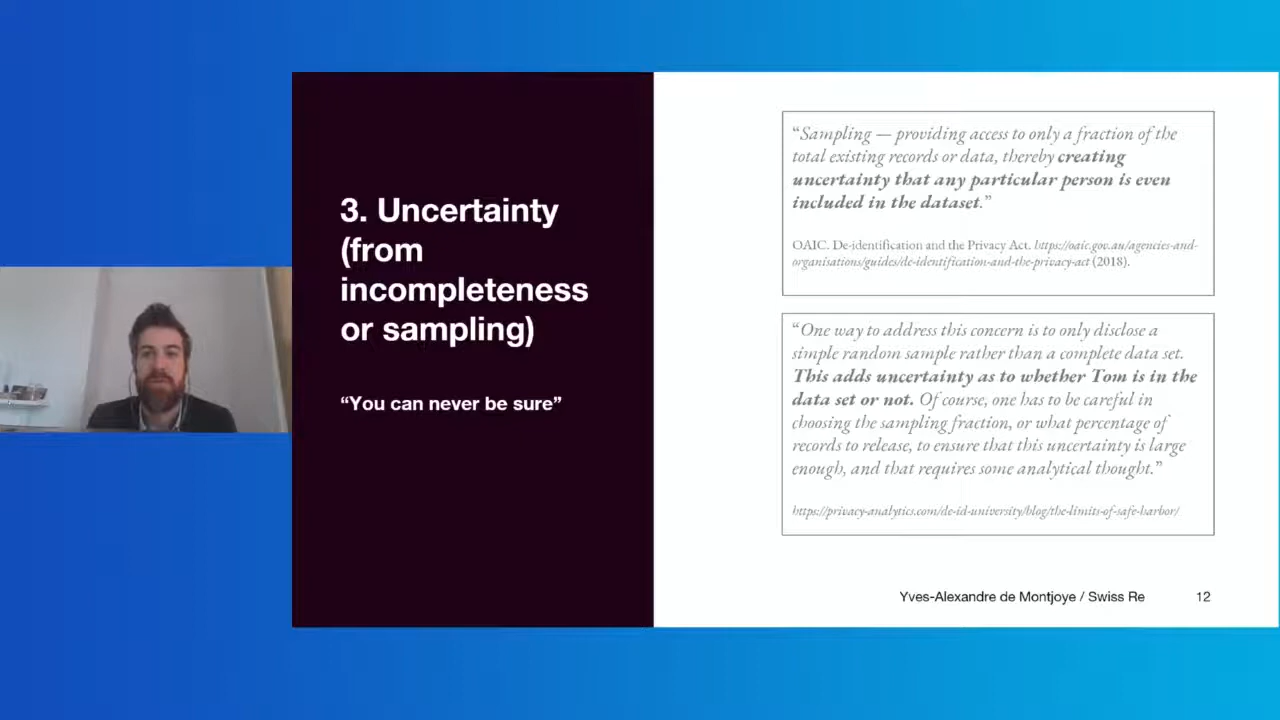 3. Uncertainty
(from
incompleteness
or sampling)
“You can never be sure”
“Sampling — providing access to only a fraction of the
total existing records or data, thereby creating
uncertainty that any particular person is even
included in the dataset.”
OAIC. De-identification and the Privacy Act. https://oaic.gov.au/agencies-and-
organisations/guides/de-identification-and-the-privacy-act (2018).
“One way to address this concern is to only disclose a
simple random sample rather than a complete data set.
This adds uncertainty as to whether Tom is in the
data set or not. Of course, one has to be careful in
choosing the sampling fraction, or what percentage of
records to release, to ensure that this uncertainty is large
enough, and that requires some analytical thought.”
https://privacy-analytics.com/de-id-university/blog/the-limits-of-safe-harbor/
Yves-Alexandre de Montjoye / Swiss Re 12